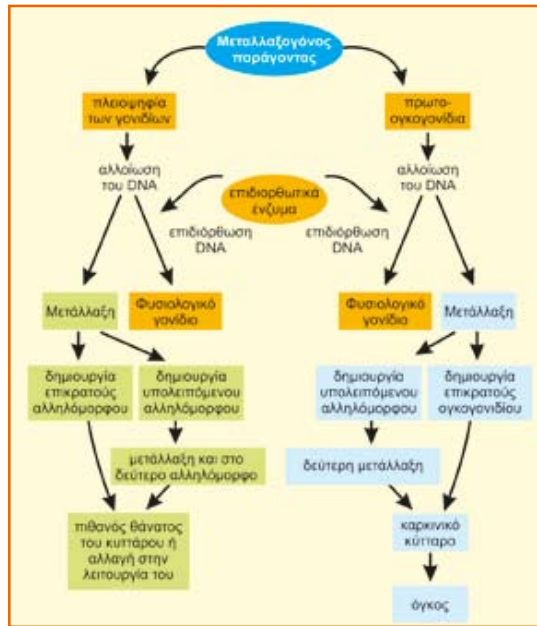 Μεταλλαξογόνος
παράγοντας
πλειοψηφία
των γονιδίων
πρωτο-
ογκογονίδια
αλλοίωση
του DNA
αλλοίωση
του DNA
επιδιορθωτικά
ένζυμα
επιδιόρθωση
DNA
επιδιόρθωση
DNA
Μετάλλαξη
Φυσιολογικό
γονίδιο
Φυσιολογικό
γονίδιο
Μετάλλαξη
δημιουργία
επικρατούς
αλληλόμορφου
δημιουργία
υπολειπόμενου
αλληλόμορφου
δημιουργία
υπολειπόμενου
αλληλόμορφου
δημιουργία
επικρατούς
ογκογονιδίου
μετάλλαξη και στο
δεύτερο αλληλόμορφο
δεύτερη μετάλλαξη
πιθανός θάνατος
του κυττάρου ή
αλλαγή στην
λειτουργία του
καρκινικό
κύτταρο
όγκος